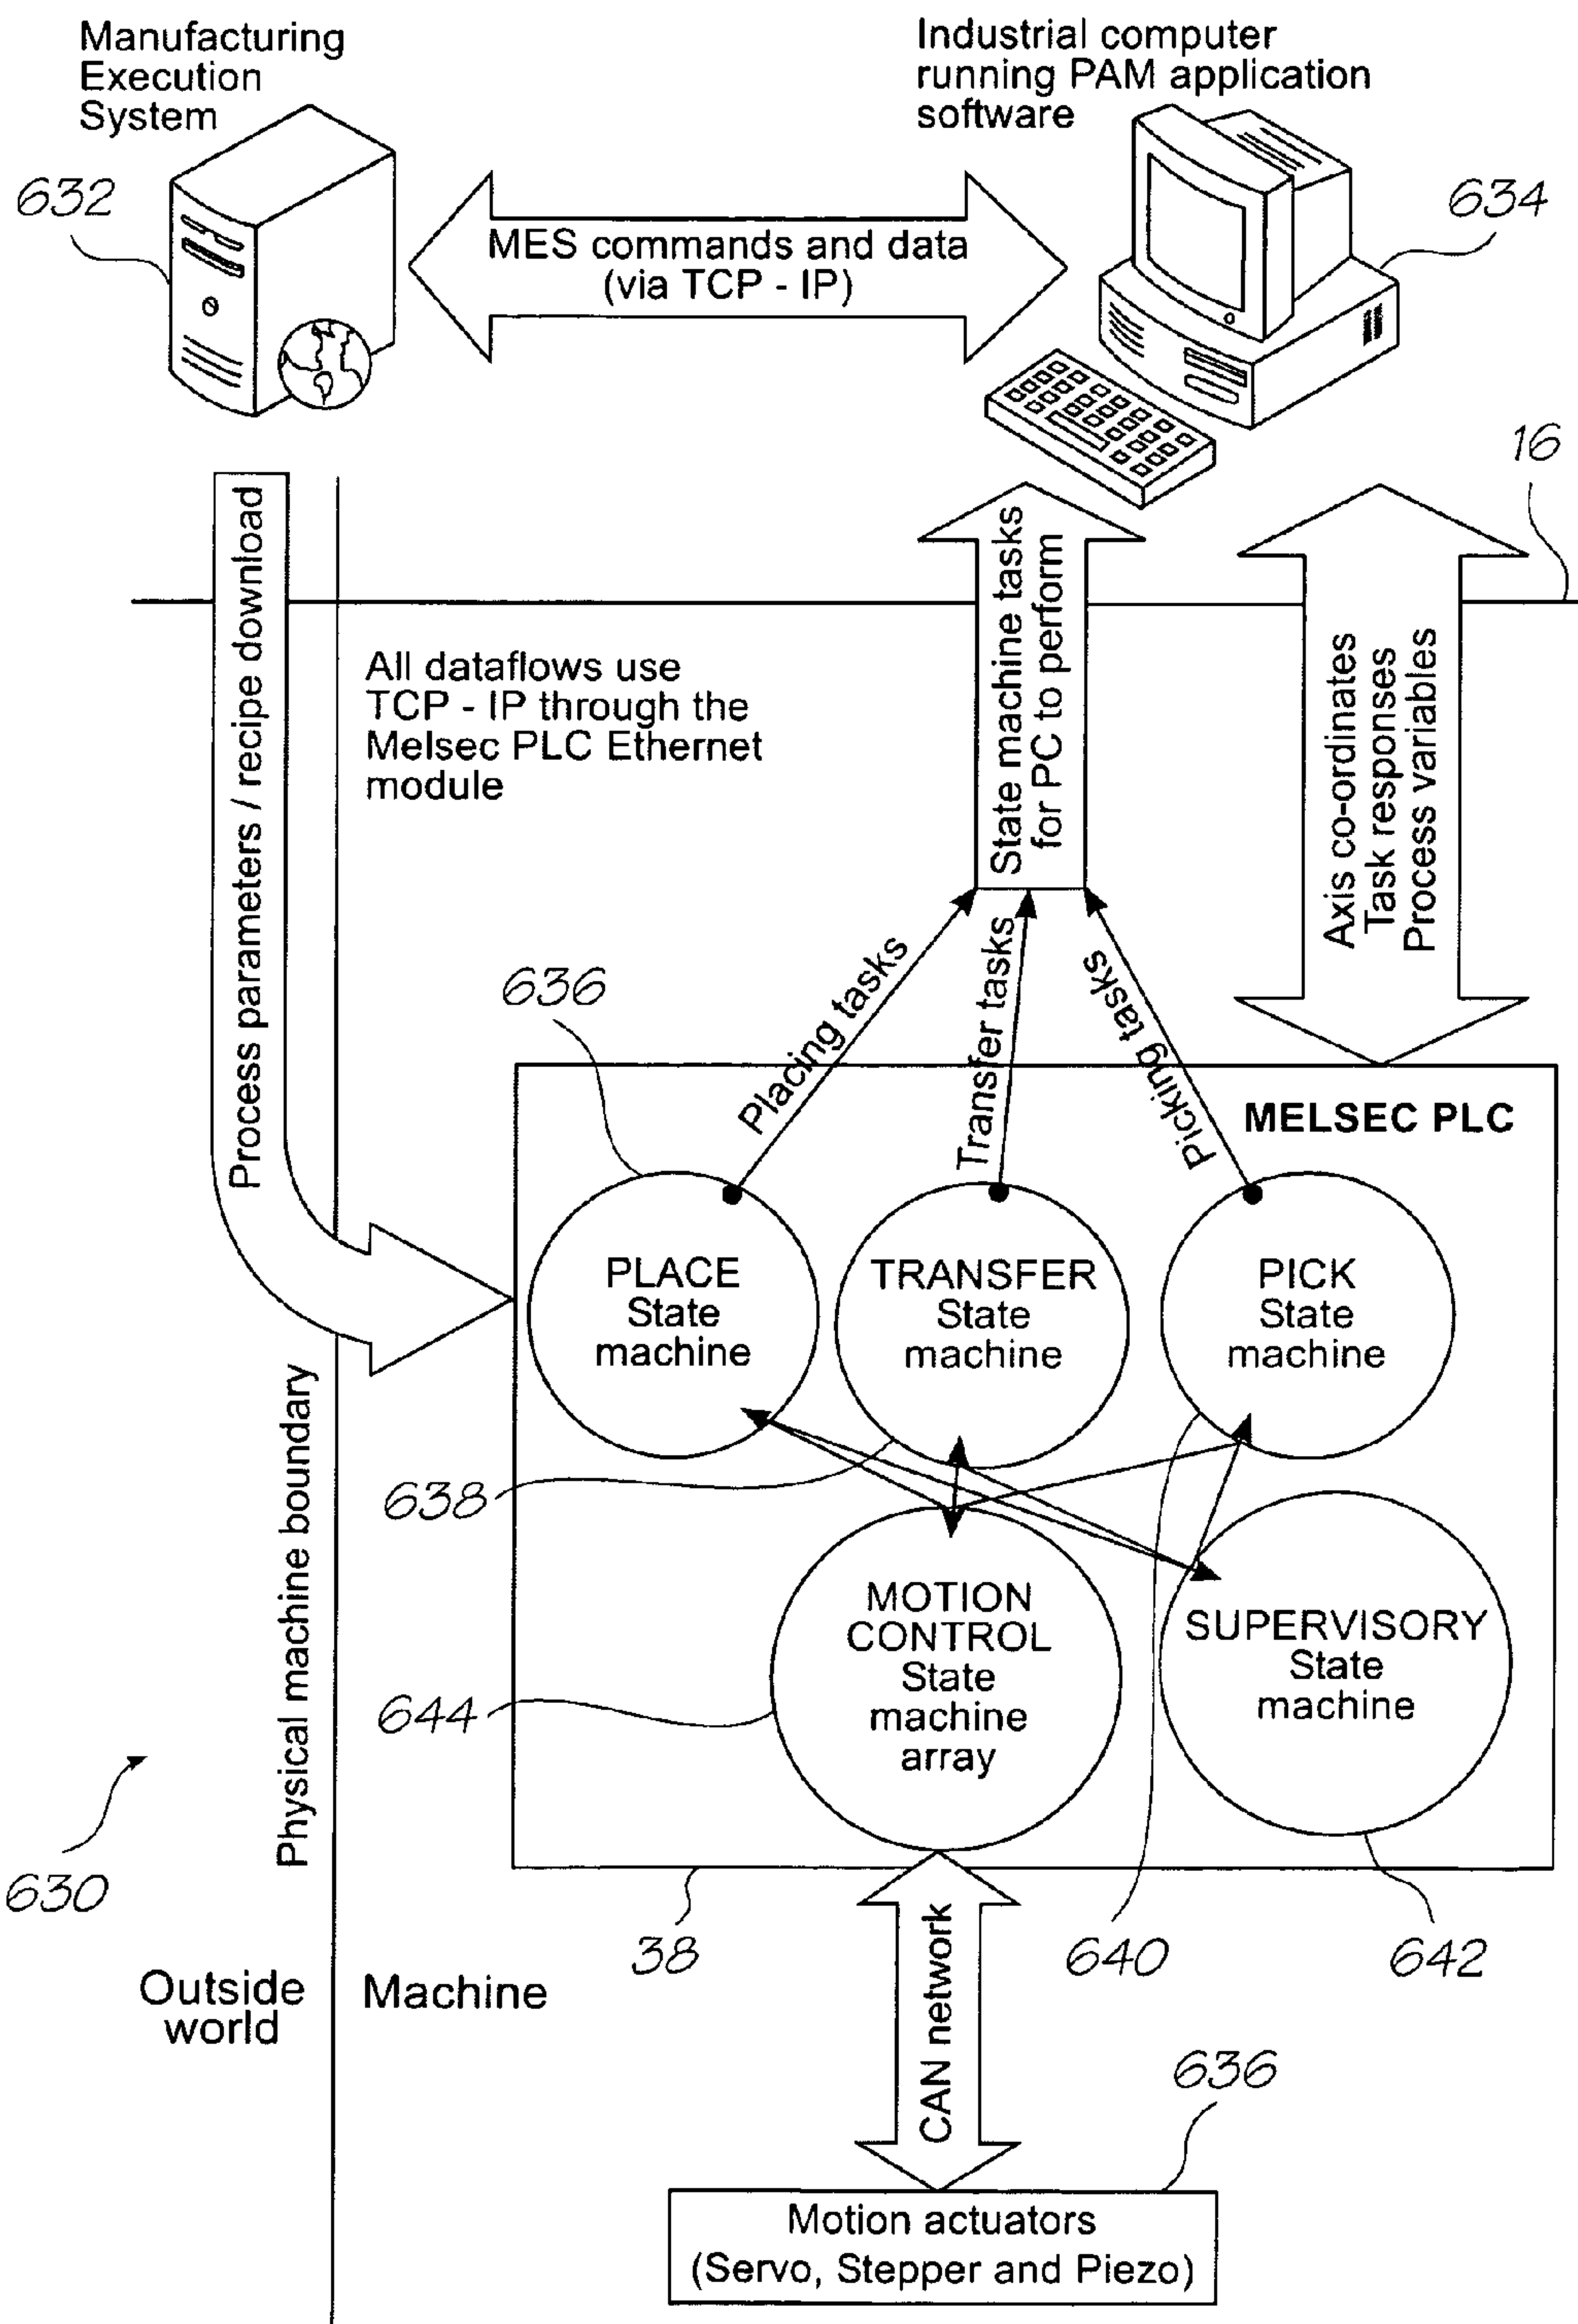 Manufacturing
Execution
System
Industrial computer
running PAM application
software
632
634
MES commands and data
(via TCP - IP)
16
Process parameters / recipe download
All dataflows use
TCP - IP through the
Melsec PLC Ethernet
module
State machine tasks
for PC to perform
Axis co-ordinates
Task responses
Process variables
636
Placing tasks
Transfer tasks
Picking tasks
MELSEC PLC
PLACE
State
machine
TRANSFER
State
machine
PICK
State
machine
638
MOTION
CONTROL
State
machine
array
SUPERVISORY
State
machine
644
Physical machine boundary
630
38
640
642
Outside
world
Machine
CAN network
636
Motion actuators
(Servo, Stepper and Piezo)